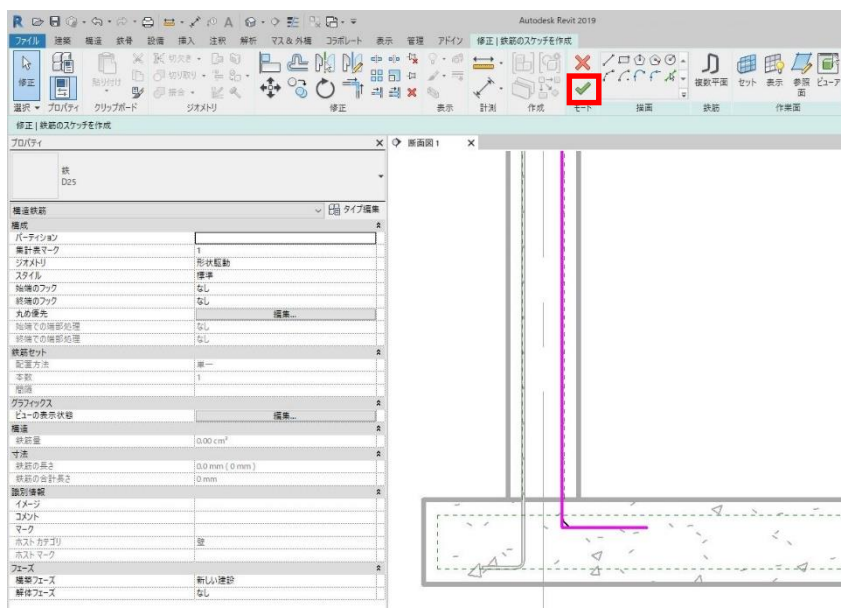 Autodesk Revit 2019
ファイル 建築 構造 鉄骨 設備 挿入 注釈 解析 マス & 外構 コラボレート 表示 管理 アドイン 修正 | 鉄筋のスケッチを作成
修正 貼り付け 切り欠き 切り取り 接合 複数平面 セット 表示 参照面 ビューア
選択 プロパティ クリップボード ジオメトリ 修正 表示 計測 作成 モード 描画 鉄筋 作業面
修正 | 鉄筋のスケッチを作成
プロパティ
断面図 1
鉄
D25
構造鉄筋 タイプ編集
構成
パーティション
集計表マーク 1
ジオメトリ 形状駆動
スタイル 標準
始端のフック なし
終端のフック なし
丸め優先 編集...
始端での端部処理 なし
終端での端部処理 なし
鉄筋セット
配置方法 単一
本数 1
間隔
グラフィックス
ビューの表示状態 編集...
構造
鉄筋量 0.00 cm³
寸法
鉄筋の長さ 0.0 mm ( 0 mm )
鉄筋の合計長さ 0 mm
識別情報
イメージ
コメント
マーク
ホスト カテゴリ 壁
ホスト マーク
フェーズ
構築フェーズ 新しい建設
解体フェーズ なし